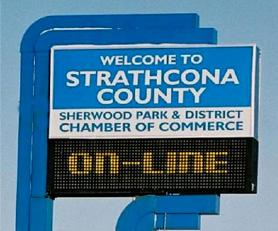 WELCOME TO
STRATHCONA
COUNTY
SHERWOOD PARK & DISTRICT
CHAMBER OF COMMERCE
ON-LINE